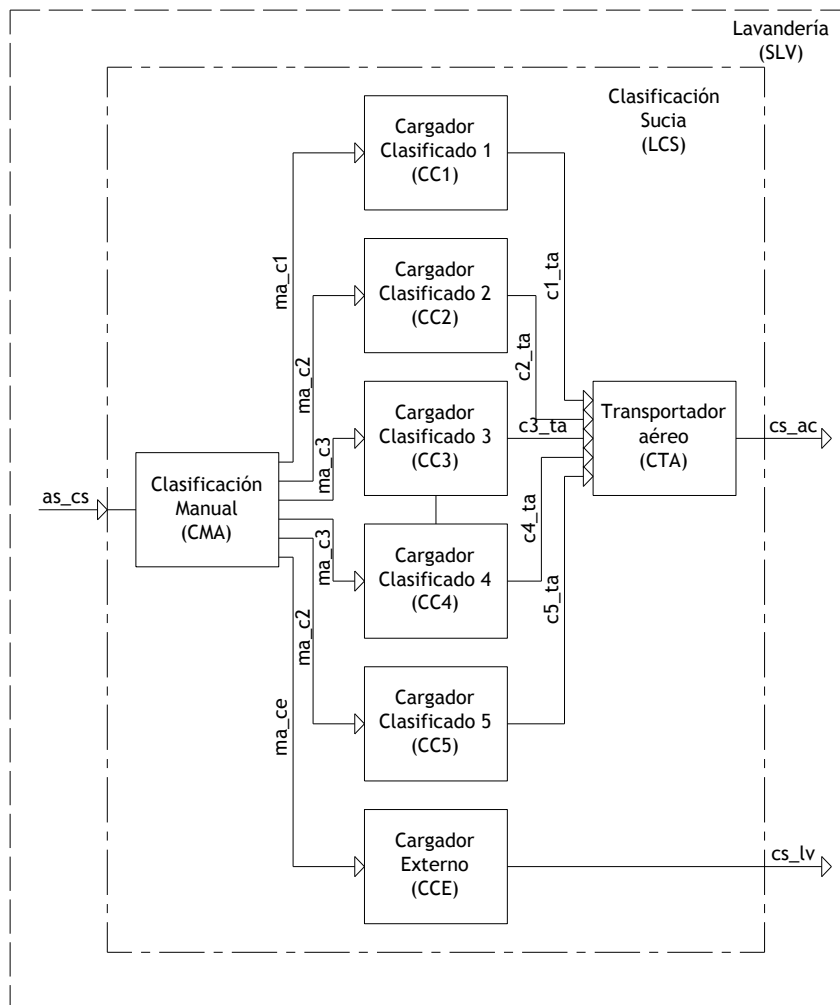 Lavandería
(SLV)
Clasificación
Sucia
(LCS)
Cargador
Clasificado 1
(CC1)
ma_c1
c1_ta
Cargador
Clasificado 2
(CC2)
ma_c2
c2_ta
Cargador
Clasificado 3
(CC3)
ma_c3
c3_ta
Transportador
aéreo
(CTA)
cs_ac
as_cs
Clasificación
Manual
(CMA)
ma_c3
Cargador
Clasificado 4
(CC4)
c4_ta
ma_c2
Cargador
Clasificado 5
(CC5)
c5_ta
ma_ce
Cargador
Externo
(CCE)
cs_lv